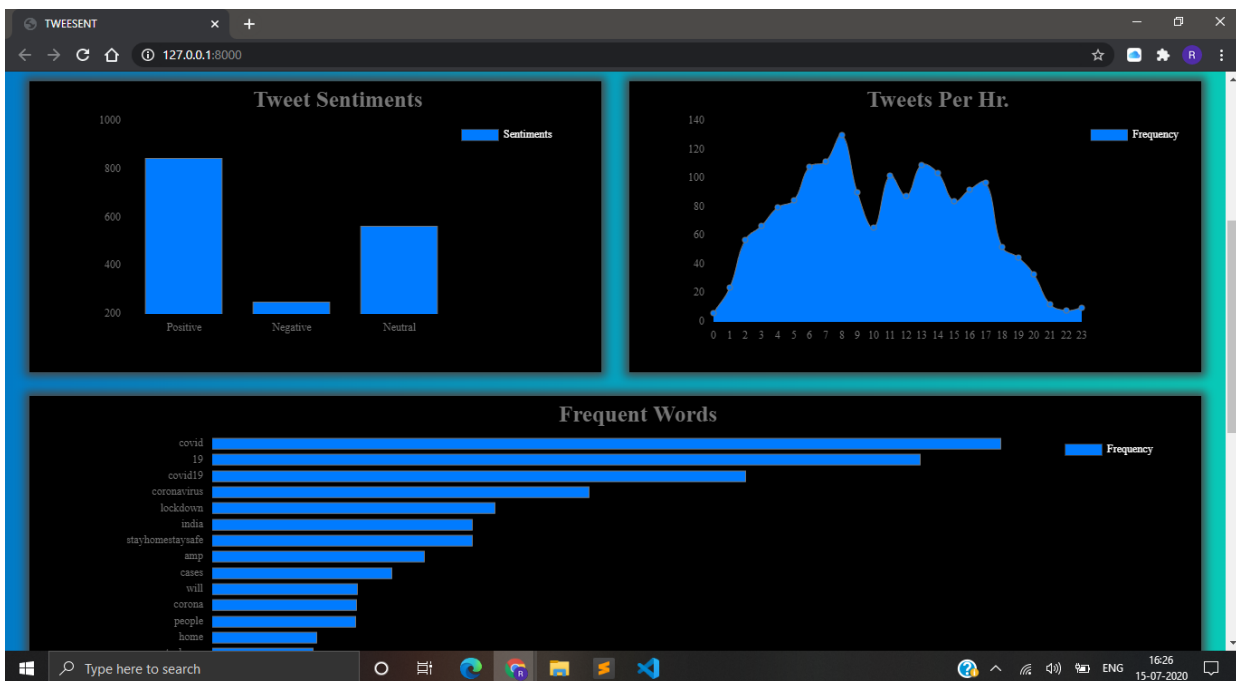 TWEESENT
127.0.0.1:8000
R
Tweet Sentiments
Sentiments
1000
800
600
400
200
Positive Negative Neutral
Tweets Per Hr.
Frequency
140
120
100
80
60
40
20
0
0 1 2 3 4 5 6 7 8 9 10 11 12 13 14 15 16 17 18 19 20 21 22 23
Frequent Words
Frequency
covid
19
covid19
coronavirus
lockdown
india
stayhomestaysafe
amp
cases
will
corona
people
home
Type here to search
ENG
16:26
15-07-2020